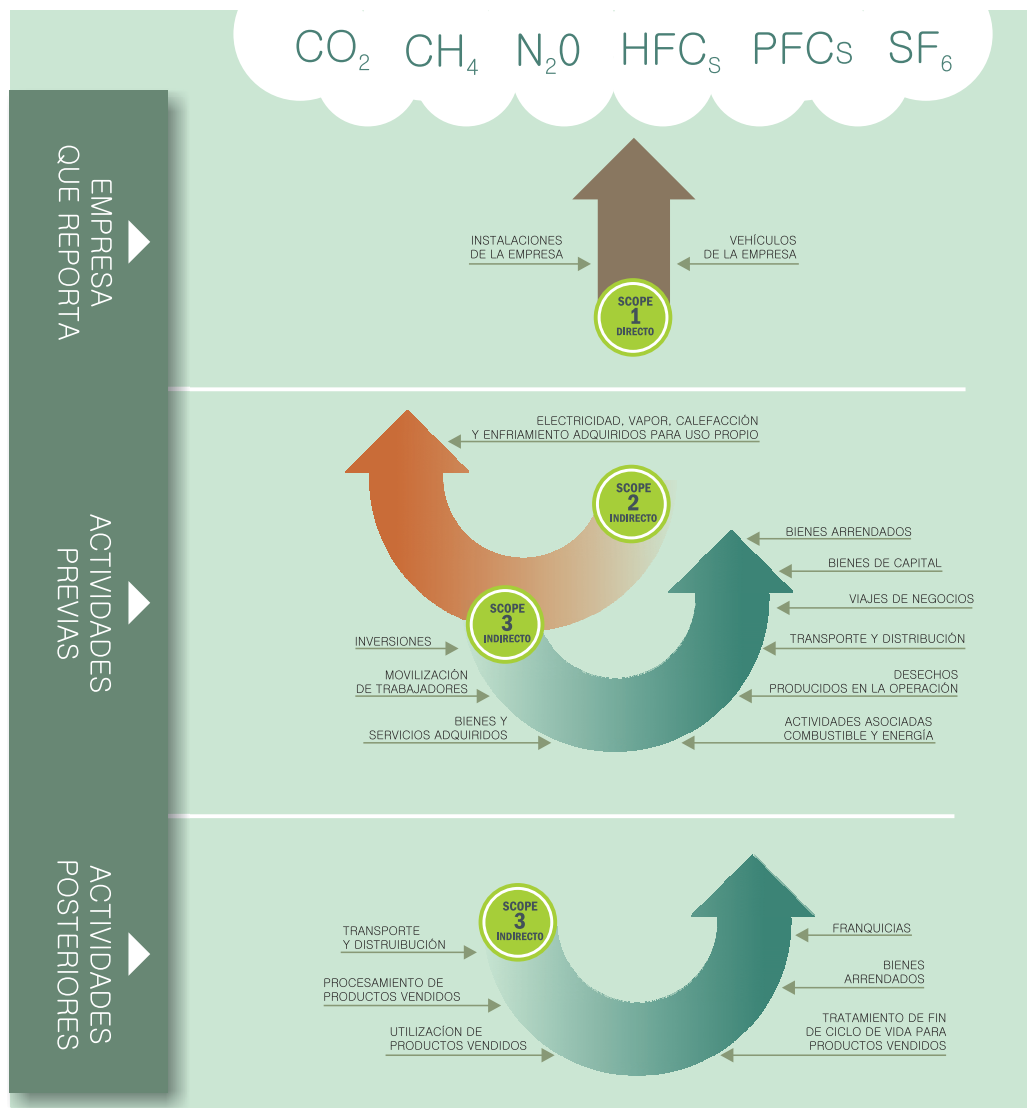 CO2 CH4 N20 HFCS PFCS SF6
EMPRESA
QUE REPORTA
INSTALACIONES
DE LA EMPRESA
VEHÍCULOS
DE LA EMPRESA
SCOPE
1
DIRECTO
ACTIVIDADES
PREVIAS
ELECTRICIDAD, VAPOR, CALEFACCIÓN
Y ENFRIAMIENTO ADQUIRIDOS PARA USO PROPIO
SCOPE
2
INDIRECTO
SCOPE
3
INDIRECTO
INVERSIONES
MOVILIZACIÓN
DE TRABAJADORES
BIENES Y
SERVICIOS ADQUIRIDOS
BIENES ARRENDADOS
BIENES DE CAPITAL
VIAJES DE NEGOCIOS
TRANSPORTE Y DISTRIBUCIÓN
DESECHOS
PRODUCIDOS EN LA OPERACIÓN
ACTIVIDADES ASOCIADAS
COMBUSTIBLE Y ENERGÍA
ACTIVIDADES
POSTERIORES
SCOPE
3
INDIRECTO
TRANSPORTE
Y DISTRUIBUCIÓN
PROCESAMIENTO DE
PRODUCTOS VENDIDOS
UTILIZACÍON DE
PRODUCTOS VENDIDOS
FRANQUICIAS
BIENES
ARRENDADOS
TRATAMIENTO DE FIN
DE CICLO DE VIDA PARA
PRODUCTOS VENDIDOS